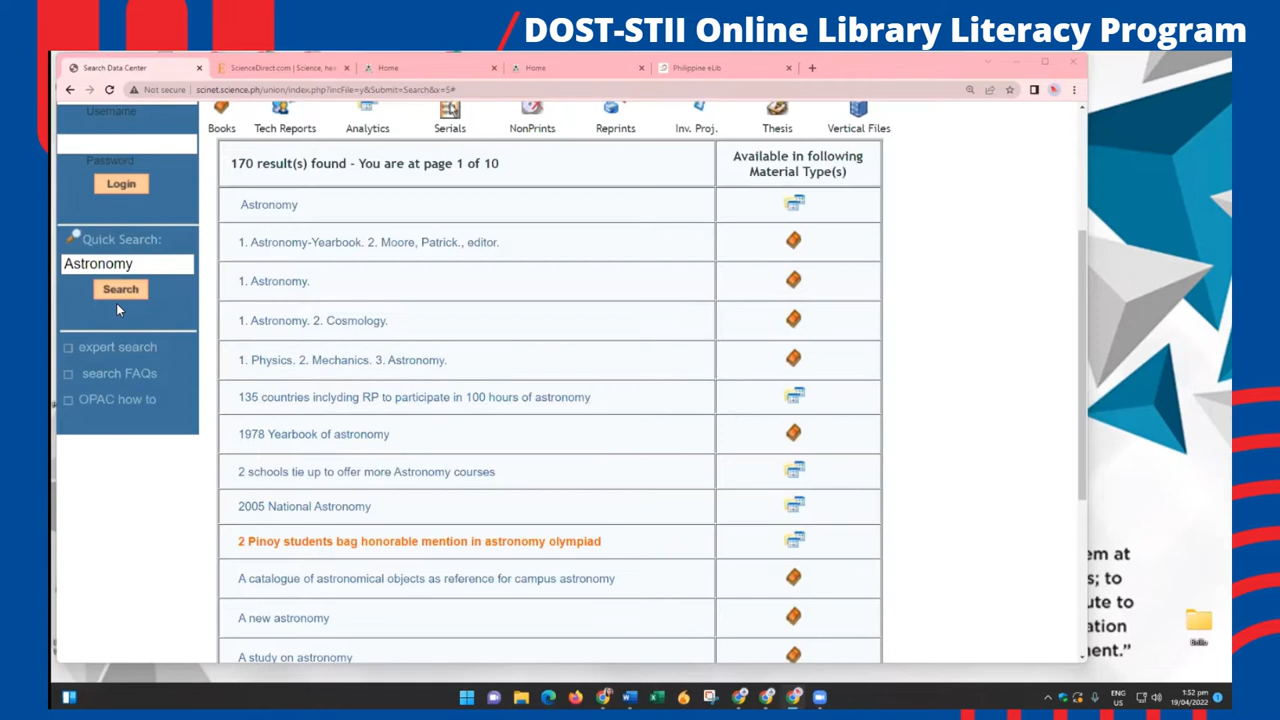 DOST-STII Online Library Literacy Program
Search Data Center
ScienceDirect.com | Science, he
Home
Home
Philippine eLib
Not secure
scinet.science.ph/union/index.php?incFile=y&Submit=Search&x=5#
Username
Password
Login
Quick Search:
Astronomy
Search
expert search
search FAQs
OPAC how to
Books
Tech Reports
Analytics
Serials
NonPrints
Reprints
Inv. Proj.
Thesis
Vertical Files
170 result(s) found - You are at page 1 of 10
Available in following
Material Type(s)
Astronomy
1. Astronomy-Yearbook. 2. Moore, Patrick., editor.
1. Astronomy.
1. Astronomy. 2. Cosmology.
1. Physics. 2. Mechanics. 3. Astronomy.
135 countries inclyding RP to participate in 100 hours of astronomy
1978 Yearbook of astronomy
2 schools tie up to offer more Astronomy courses
2005 National Astronomy
2 Pinoy students bag honorable mention in astronomy olympiad
A catalogue of astronomical objects as reference for campus astronomy
A new astronomy
A study on astronomy
em at
s; to
ute to
ation
ment.”
ENG
US
1:52 pm
19/04/2022